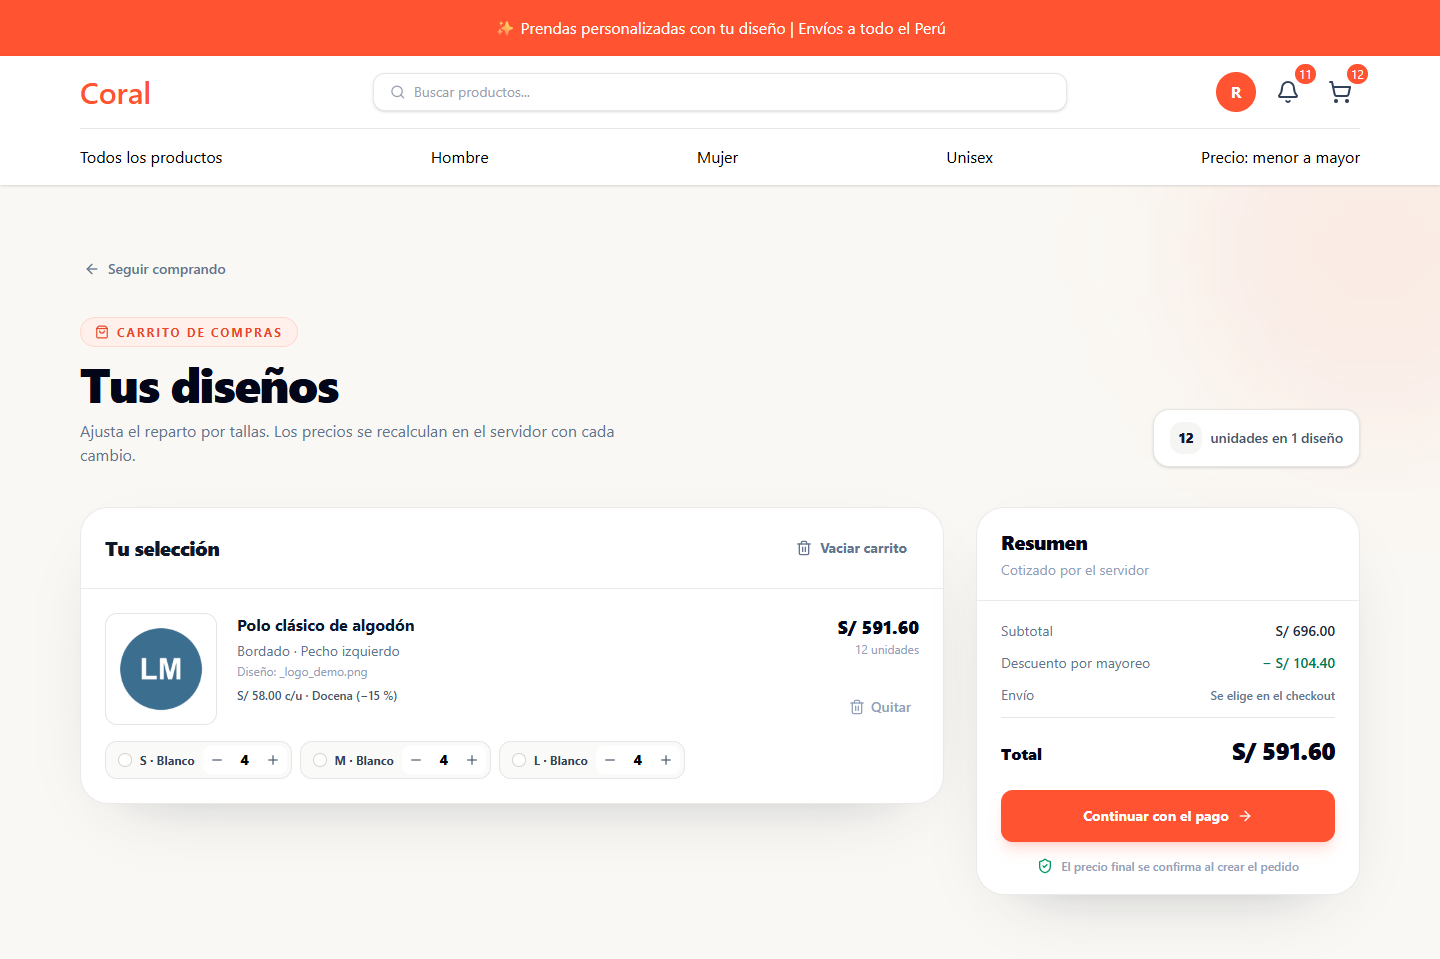 ✨ Prendas personalizadas con tu diseño | Envíos a todo el Perú
Coral
Buscar productos...
R
11
12
Todos los productos
Hombre
Mujer
Unisex
Precio: menor a mayor
Seguir comprando
CARRITO DE COMPRAS
Tus diseños
Ajusta el reparto por tallas. Los precios se recalculan en el servidor con cada
cambio.
12 unidades en 1 diseño
Tu selección
Vaciar carrito
LM
Polo clásico de algodón
Bordado · Pecho izquierdo
Diseño: _logo_demo.png
S/ 58.00 c/u · Docena (−15 %)
S/ 591.60
12 unidades
Quitar
S · Blanco − 4 +
M · Blanco − 4 +
L · Blanco − 4 +
Resumen
Cotizado por el servidor
Subtotal S/ 696.00
Descuento por mayoreo − S/ 104.40
Envío Se elige en el checkout
Total S/ 591.60
Continuar con el pago →
El precio final se confirma al crear el pedido